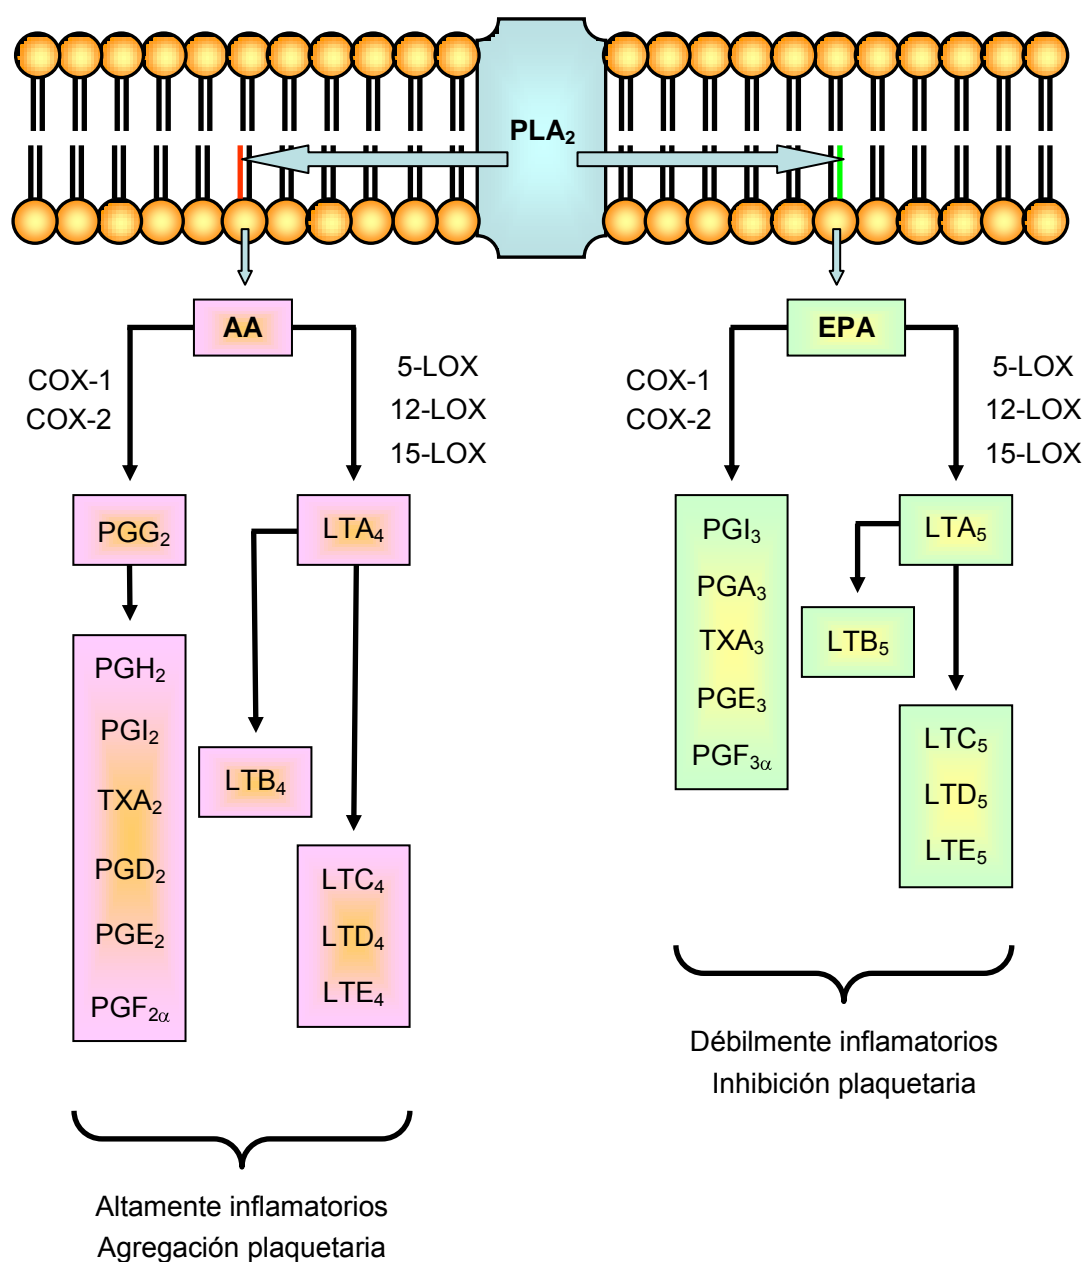 PLA₂
AA
COX-1
COX-2
5-LOX
12-LOX
15-LOX
PGG₂
LTA₄
PGH₂
PGI₂
TXA₂
PGD₂
PGE₂
PGF₂α
LTB₄
LTC₄
LTD₄
LTE₄
Altamente inflamatorios
Agregación plaquetaria
EPA
COX-1
COX-2
5-LOX
12-LOX
15-LOX
PGI₃
PGA₃
TXA₃
PGE₃
PGF₃α
LTA₅
LTB₅
LTC₅
LTD₅
LTE₅
Débilmente inflamatorios
Inhibición plaquetaria